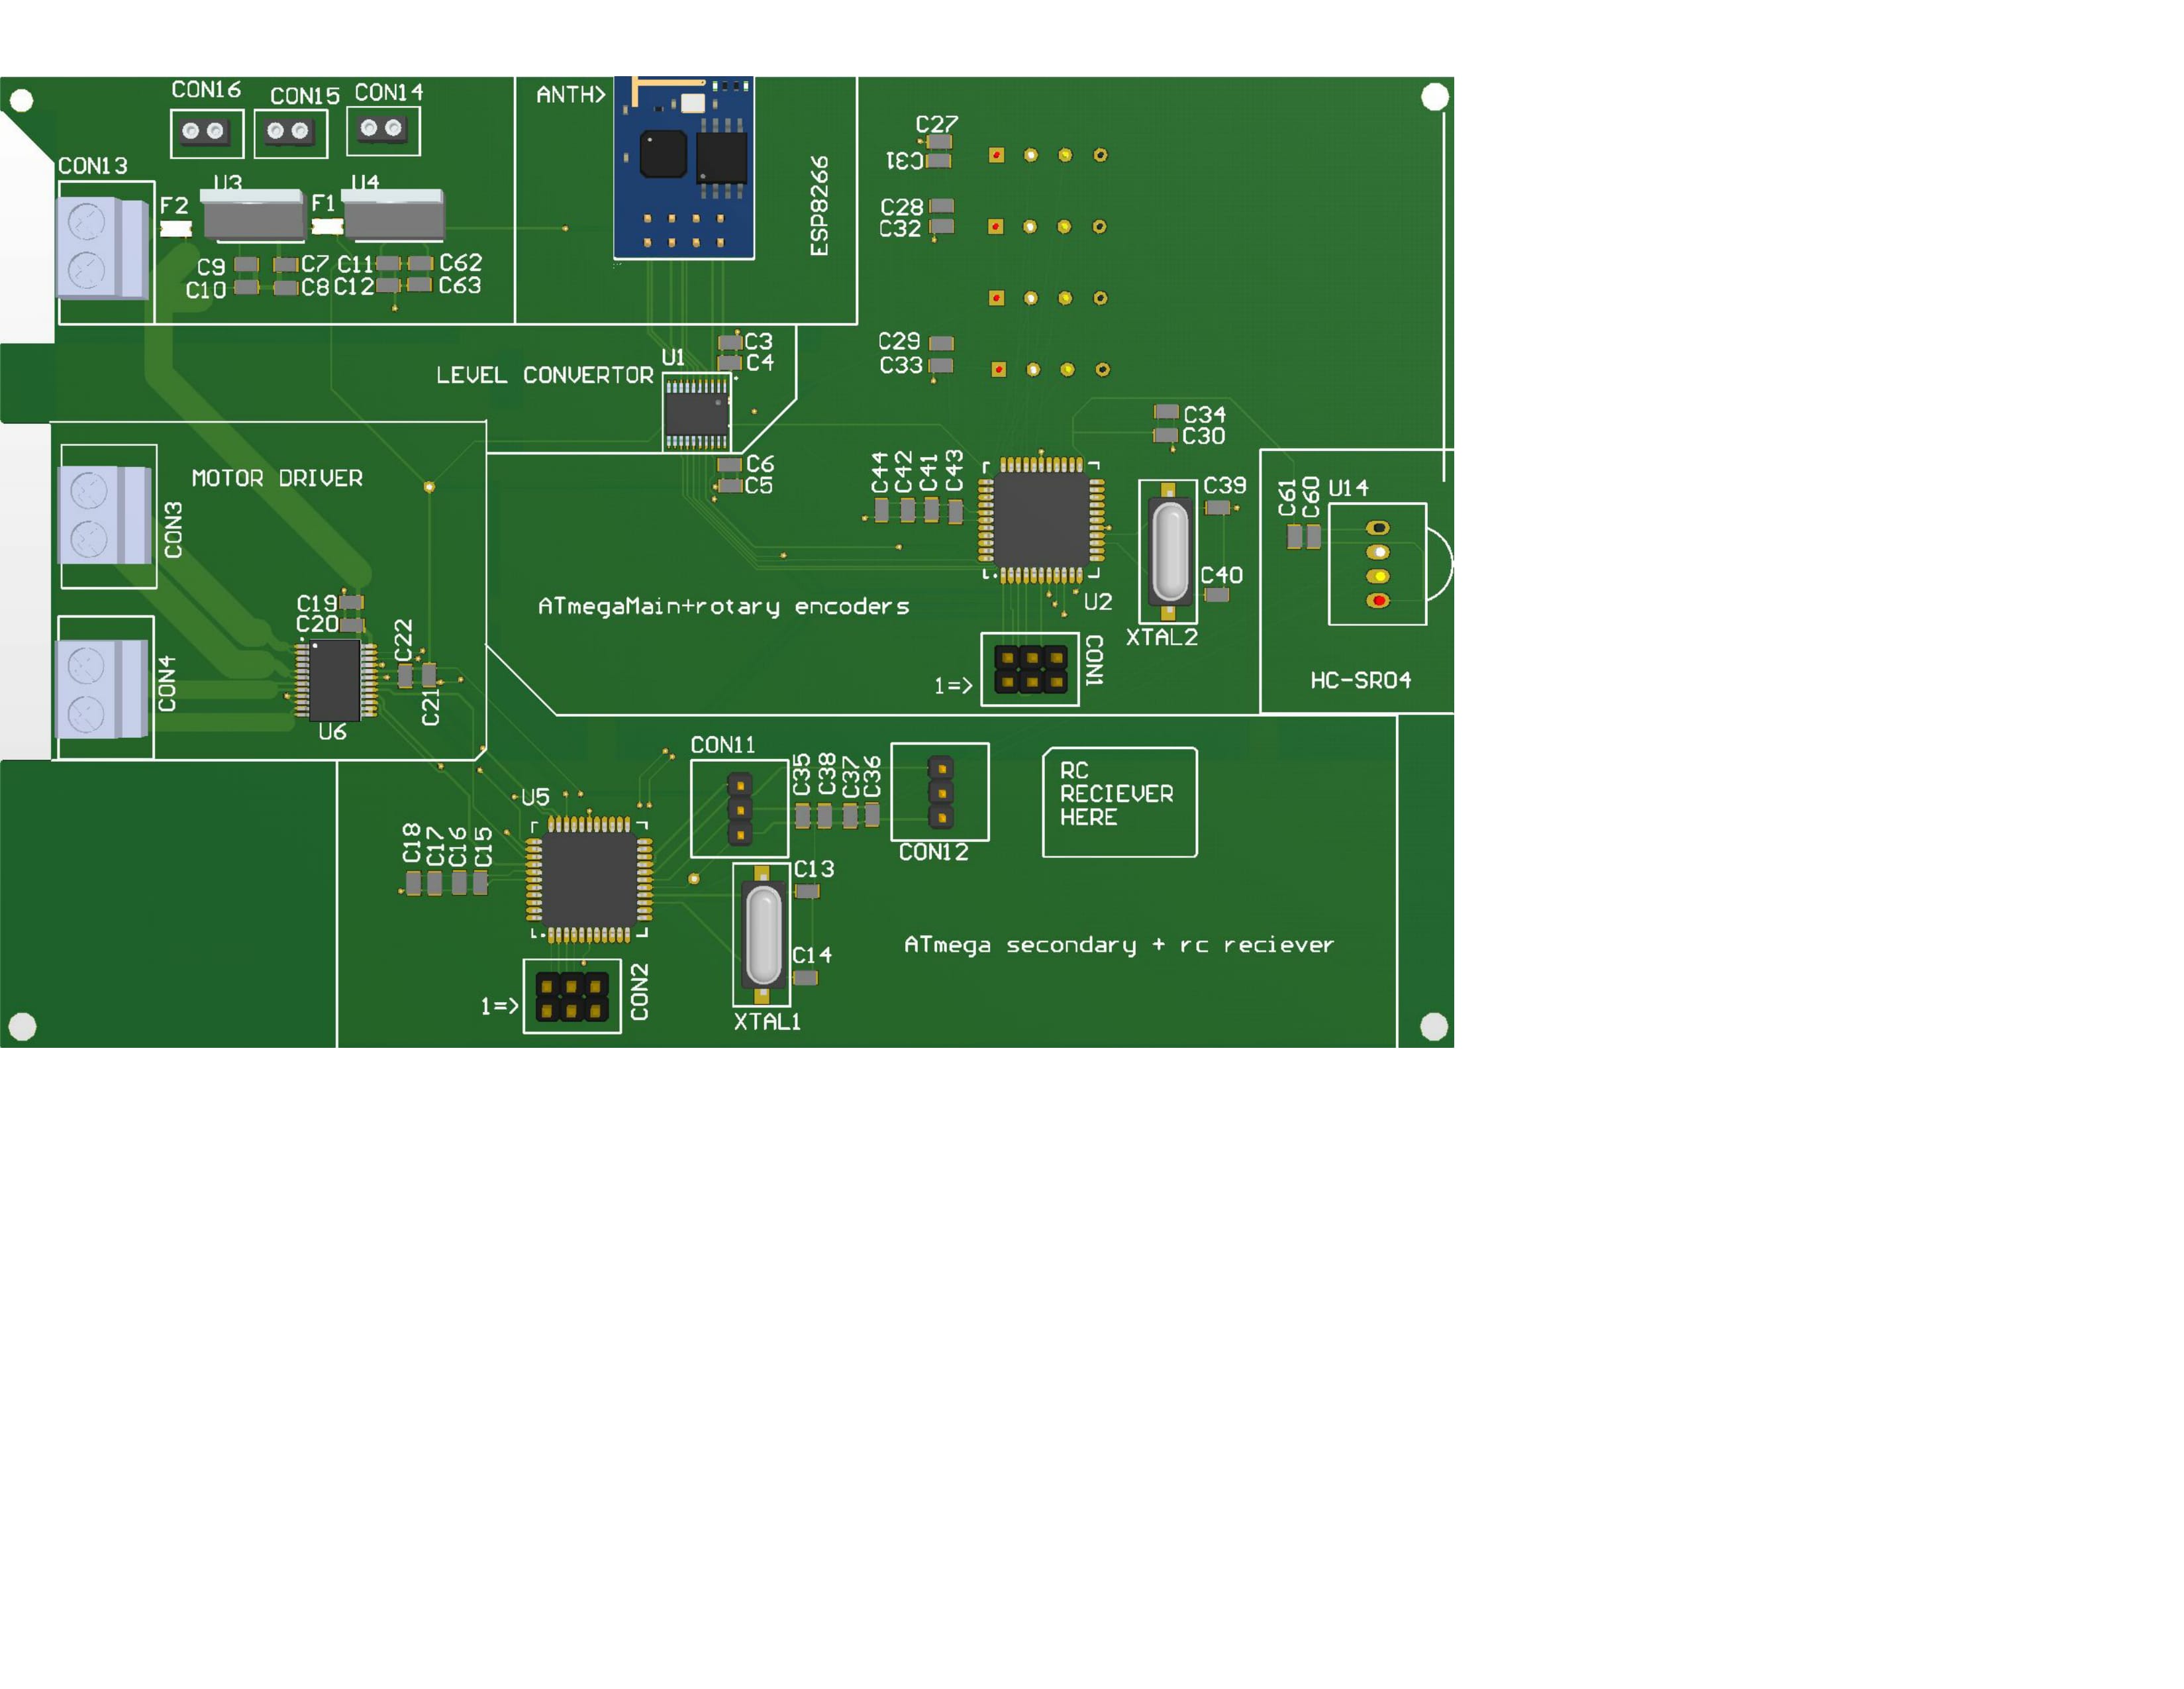 CON16
CON15
CON14
ANTH>
CON13
U3
U4
F2
F1
ESP8266
C9
C7
C11
C62
C10
C8
C12
C63
C27
C31
C28
C32
C29
C33
C3
U1
C4
LEVEL CONVERTOR
C34
C30
MOTOR DRIVER
CON3
C6
C5
C44
C42
C41
C43
C39
C61
C60
U14
C40
U2
XTAL2
ATmegaMain+rotary encoders
CON1
1=>
HC-SR04
C19
C20
C22
C21
CON4
U6
CON11
C35
C38
C37
C36
CON12
RC
RECIEVER
HERE
U5
C18
C17
C16
C15
C13
C14
ATmega secondary + rc reciever
CON2
1=>
XTAL1